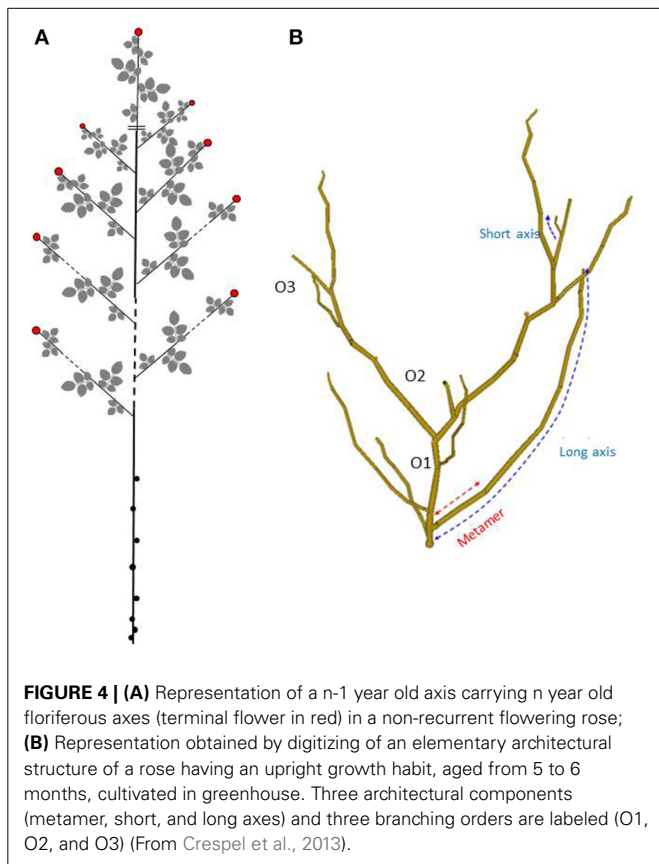 A
B
Short axis
O3
O2
O1
Long axis
Metamer
FIGURE 4 | (A) Representation of a n-1 year old axis carrying n year old
floriferous axes (terminal flower in red) in a non-recurrent flowering rose;
(B) Representation obtained by digitizing of an elementary architectural
structure of a rose having an upright growth habit, aged from 5 to 6
months, cultivated in greenhouse. Three architectural components
(metamer, short, and long axes) and three branching orders are labeled (O1,
O2, and O3) (From Crespel et al., 2013).